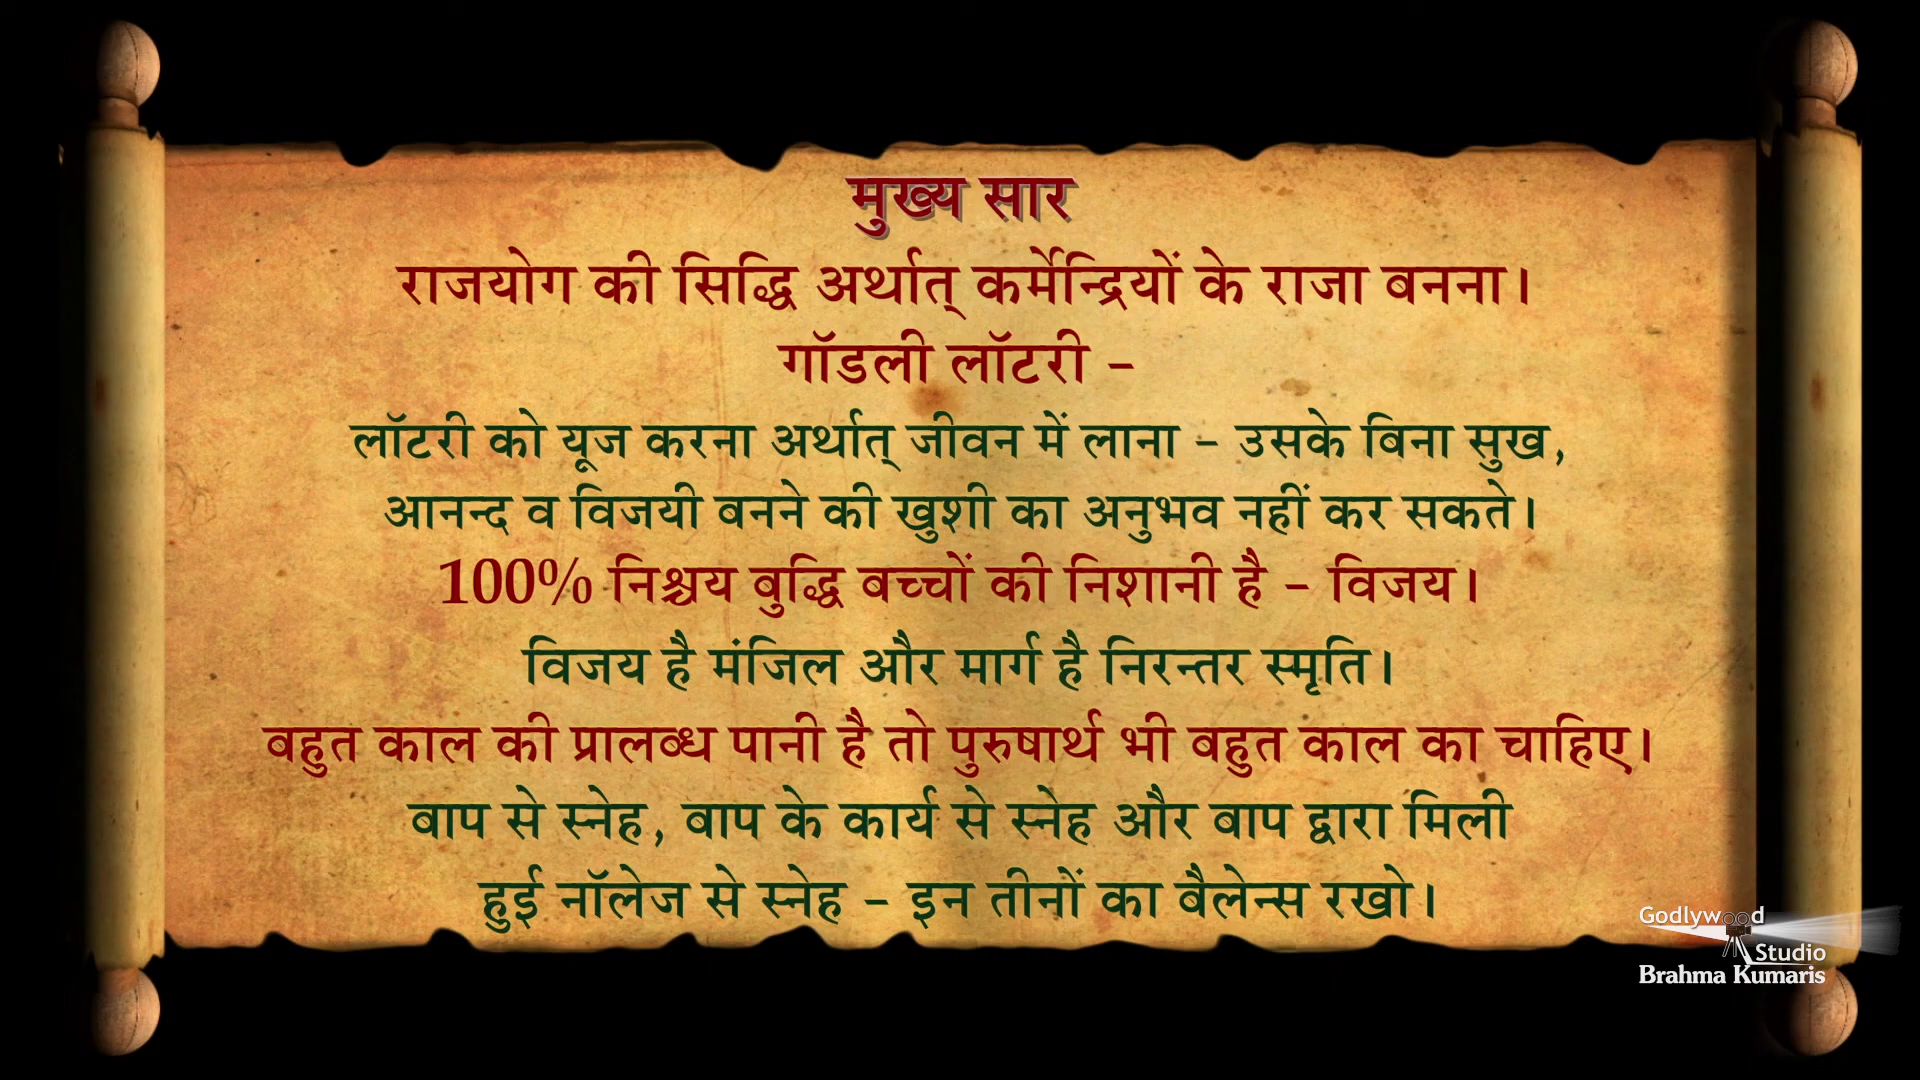 मुख्य सार
राजयोग की सिद्धि अर्थात् कर्मेन्द्रियों के राजा बनना।
गॉडली लॉटरी -
लॉटरी को यूज करना अर्थात् जीवन में लाना - उसके बिना सुख,
आनन्द व विजयी बनने की खुशी का अनुभव नहीं कर सकते।
100% निश्चय बुद्धि बच्चों की निशानी है - विजय।
विजय है मंजिल और मार्ग है निरन्तर स्मृति।
बहुत काल की प्रालब्ध पानी है तो पुरुषार्थ भी बहुत काल का चाहिए।
बाप से स्नेह, बाप के कार्य से स्नेह और बाप द्वारा मिली
हुई नॉलेज से स्नेह - इन तीनों का बैलेन्स रखो।
Godlywood
Studio
Brahma Kumaris